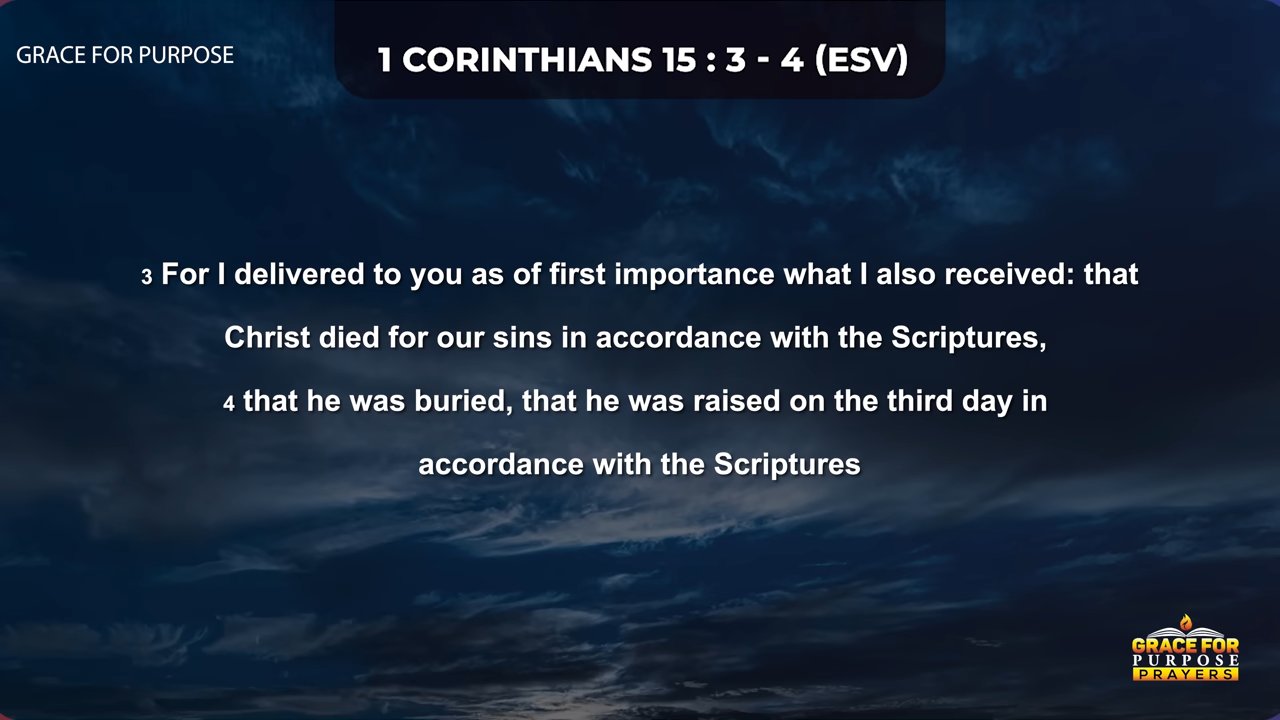 GRACE FOR PURPOSE
1 CORINTHIANS 15 : 3 - 4 (ESV)
3 For I delivered to you as of first importance what I also received: that
Christ died for our sins in accordance with the Scriptures,
4 that he was buried, that he was raised on the third day in
accordance with the Scriptures
GRACE FOR
PURPOSE
PRAYERS